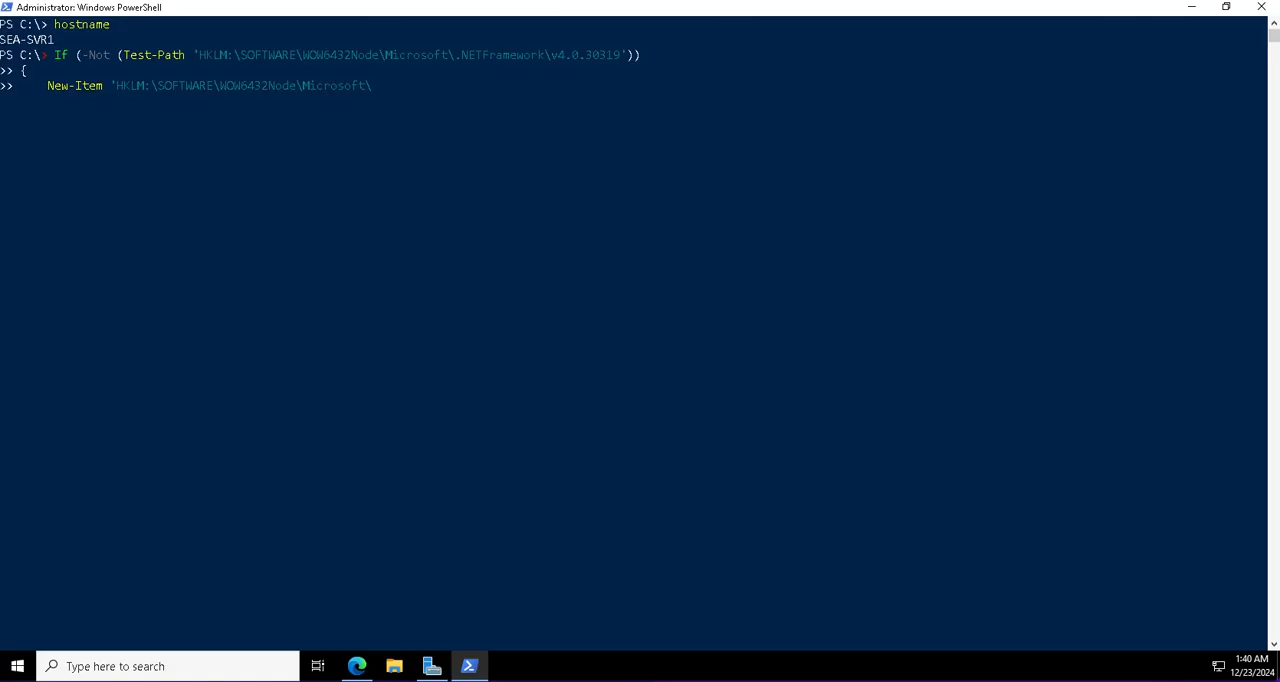 Administrator: Windows PowerShell
PS C:\> hostname
SEA-SVR1
PS C:\> If (-Not (Test-Path 'HKLM:\SOFTWARE\WOW6432Node\Microsoft\.NETFramework\v4.0.30319'))
>> {
>>     New-Item 'HKLM:\SOFTWARE\WOW6432Node\Microsoft\
Type here to search
1:40 AM
12/23/2024